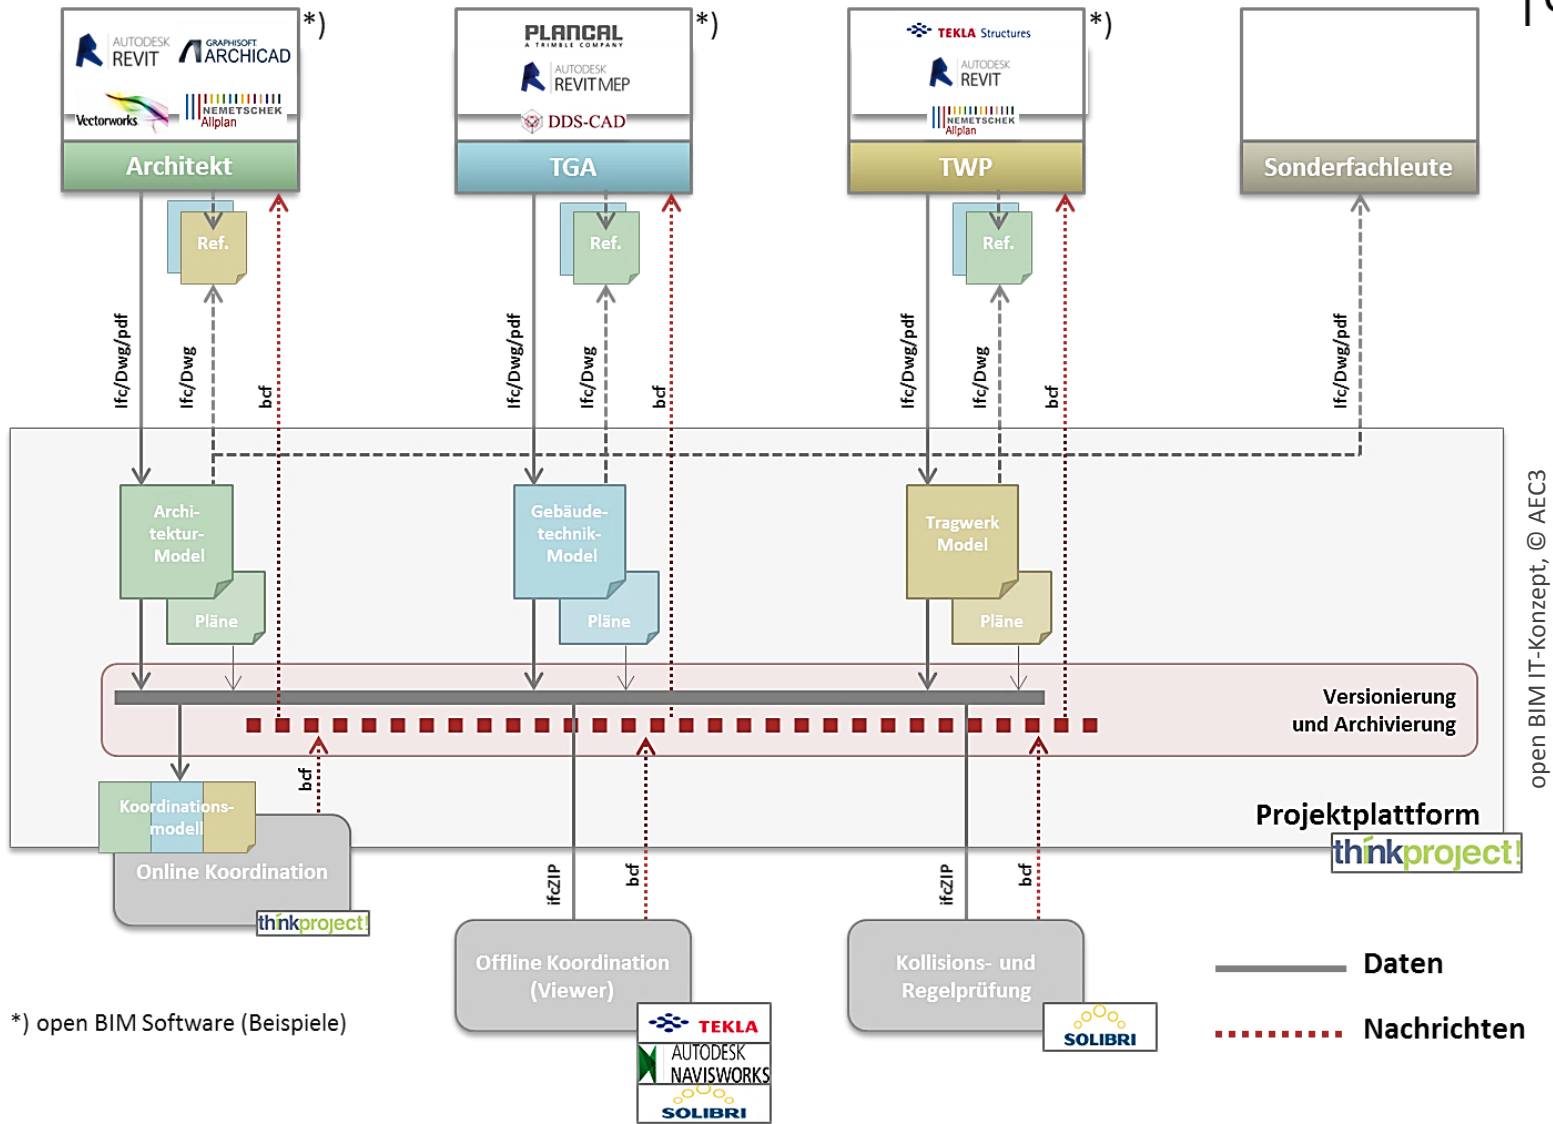 *)
*)
*)
AUTODESK
REVIT
GRAPHISOFT.
ARCHICAD
Vectorworks
NEMETSCHEK
Allplan
PLANCAL
A TRIMBLE COMPANY
AUTODESK
REVIT MEP
DDS-CAD
TEKLA Structures
AUTODESK
REVIT
NEMETSCHEK
Allplan
Architekt
TGA
TWP
Sonderfachleute
Ref.
Ref.
Ref.
Ifc/Dwg/pdf
Ifc/Dwg
bcf
Ifc/Dwg/pdf
Ifc/Dwg
bcf
Ifc/Dwg/pdf
Ifc/Dwg
bcf
Ifc/Dwg/pdf
Archi-
tektur-
Model
Pläne
Gebäude-
technik-
Model
Pläne
Tragwerk
Model
Pläne
Versionierung
und Archivierung
bcf
Koordinations-
modell
Online Koordination
thinkproject!
Projektplattform
thinkproject!
ifcZIP
bcf
ifcZIP
bcf
Offline Koordination
(Viewer)
TEKLA
AUTODESK
NAVISWORKS
SOLIBRI
Kollisions- und
Regelprüfung
SOLIBRI
Daten
Nachrichten
*) open BIM Software (Beispiele)
open BIM IT-Konzept, © AEC3